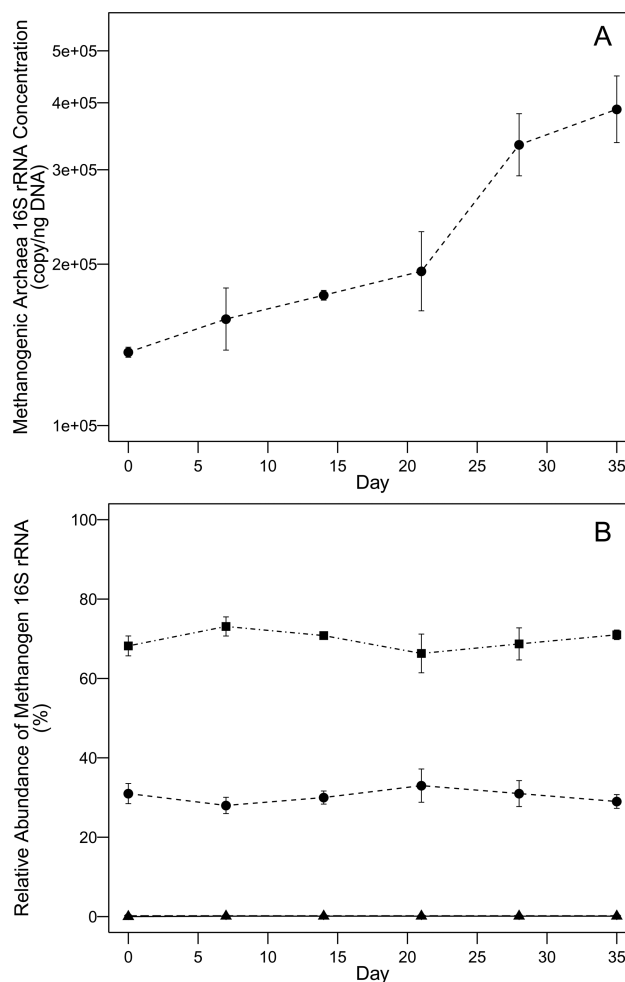 A
Methanogenic Archaea 16S rRNA Concentration
(copy/ng DNA)
5e+05
4e+05
3e+05
2e+05
1e+05
0 5 10 15 20 25 30 35
Day
B
Relative Abundance of Methanogen 16S rRNA
(%)
100
80
60
40
20
0
0 5 10 15 20 25 30 35
Day